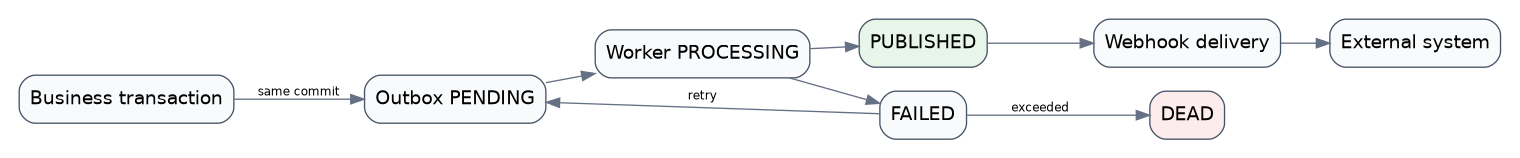 Business transaction
same commit
Outbox PENDING
Worker PROCESSING
PUBLISHED
Webhook delivery
External system
retry
FAILED
exceeded
DEAD